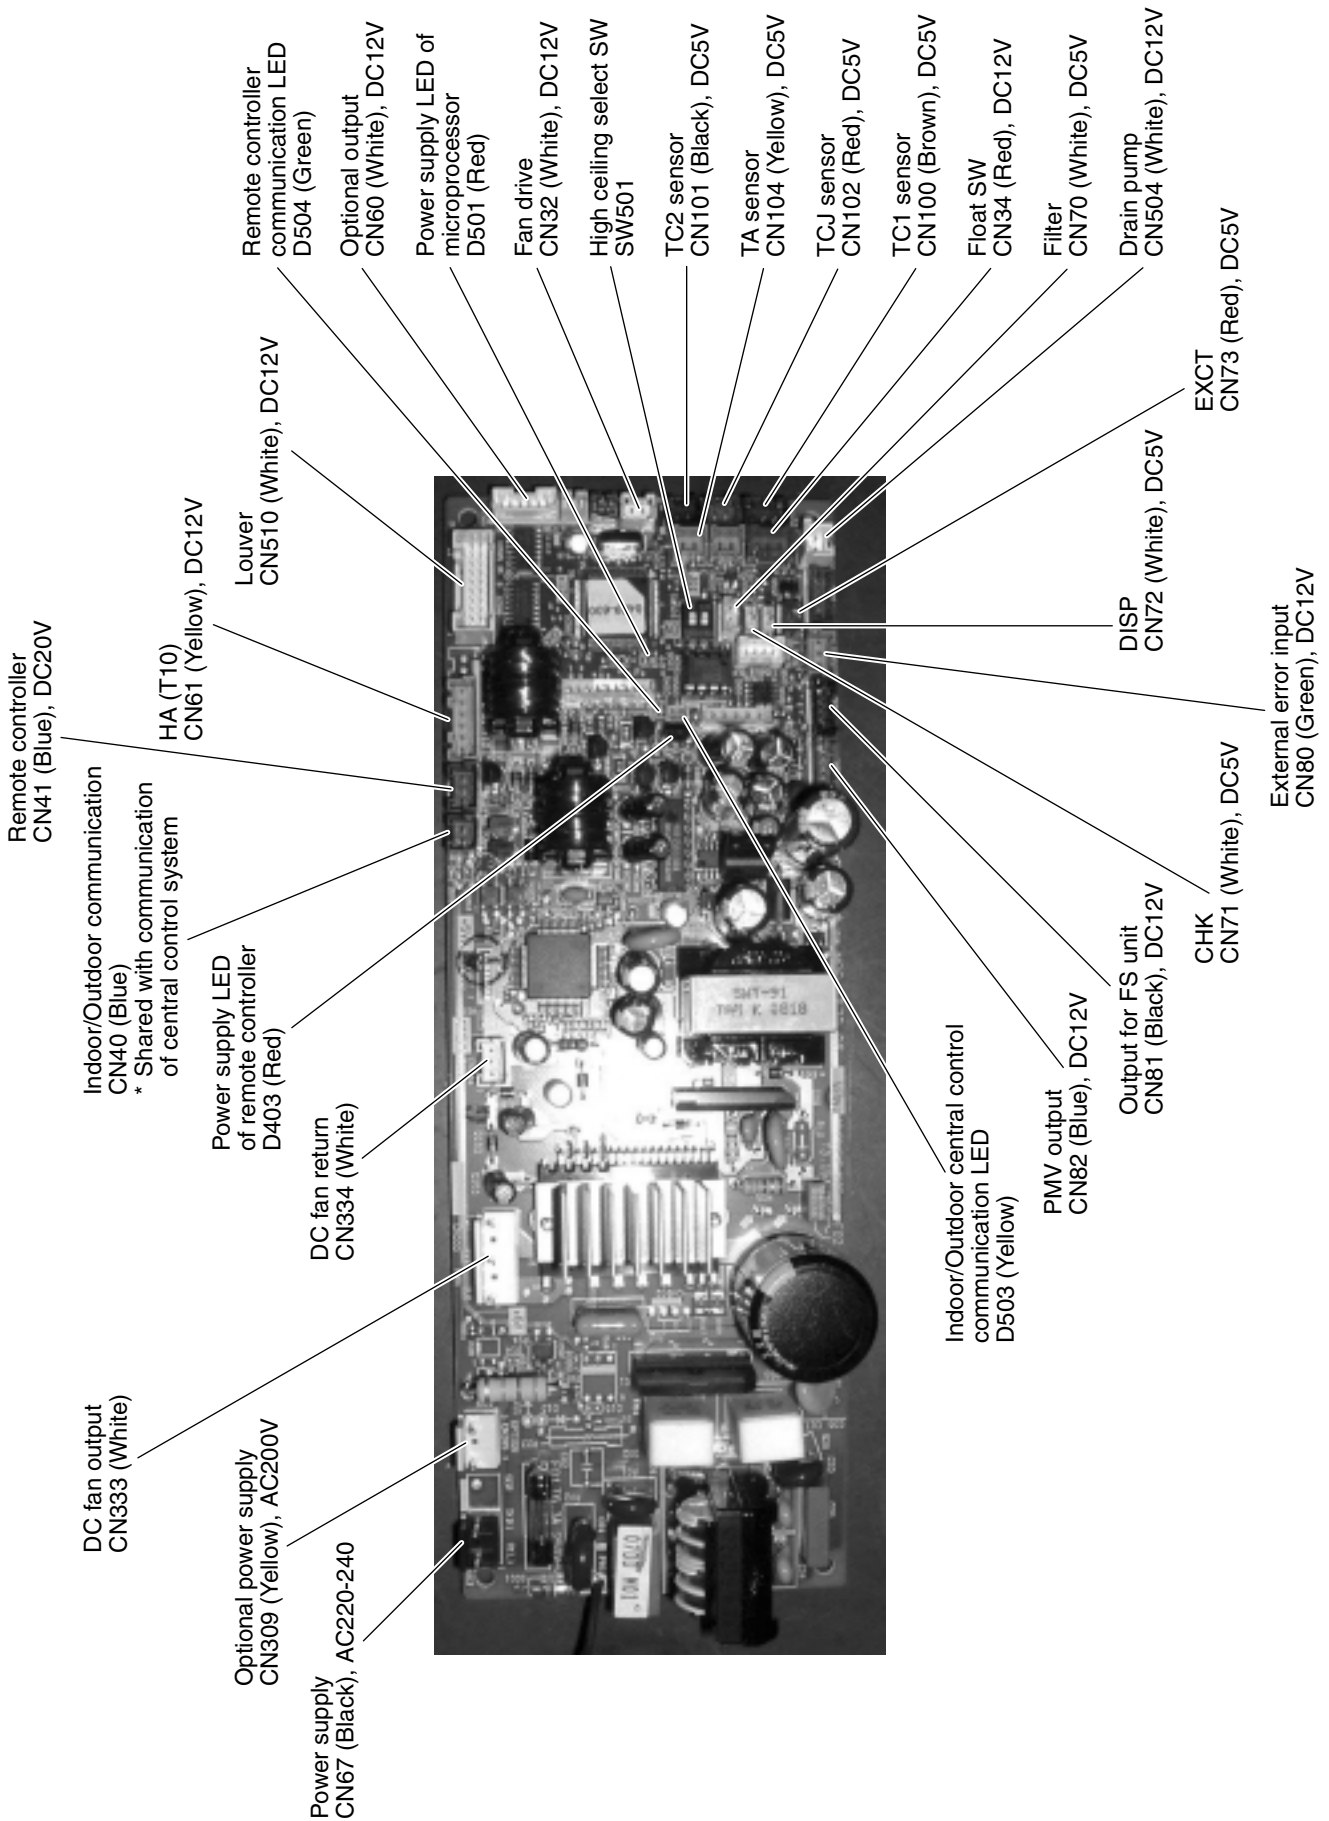 Remote controller
communication LED
D504 (Green)
Optional output
CN60 (White), DC12V
Power supply LED of
microprocessor
D501 (Red)
Fan drive
CN32 (White), DC12V
High ceiling select SW
SW501
TC2 sensor
CN101 (Black), DC5V
TA sensor
CN104 (Yellow), DC5V
TCJ sensor
CN102 (Red), DC5V
TC1 sensor
CN100 (Brown), DC5V
Float SW
CN34 (Red), DC12V
Filter
CN70 (White), DC5V
Drain pump
CN504 (White), DC12V
EXCT
CN73 (Red), DC5V
DISP
CN72 (White), DC5V
External error input
CN80 (Green), DC12V
CHK
CN71 (White), DC5V
Output for FS unit
CN81 (Black), DC12V
PMV output
CN82 (Blue), DC12V
Indoor/Outdoor central control
communication LED
D503 (Yellow)
Louver
CN510 (White), DC12V
HA (T10)
CN61 (Yellow), DC12V
Remote controller
CN41 (Blue), DC20V
Indoor/Outdoor communication
CN40 (Blue)
* Shared with communication
of central control system
Power supply LED
of remote controller
D403 (Red)
DC fan return
CN334 (White)
DC fan output
CN333 (White)
Optional power supply
CN309 (Yellow), AC200V
Power supply
CN67 (Black), AC220-240
SWT-91
TAM K 0818